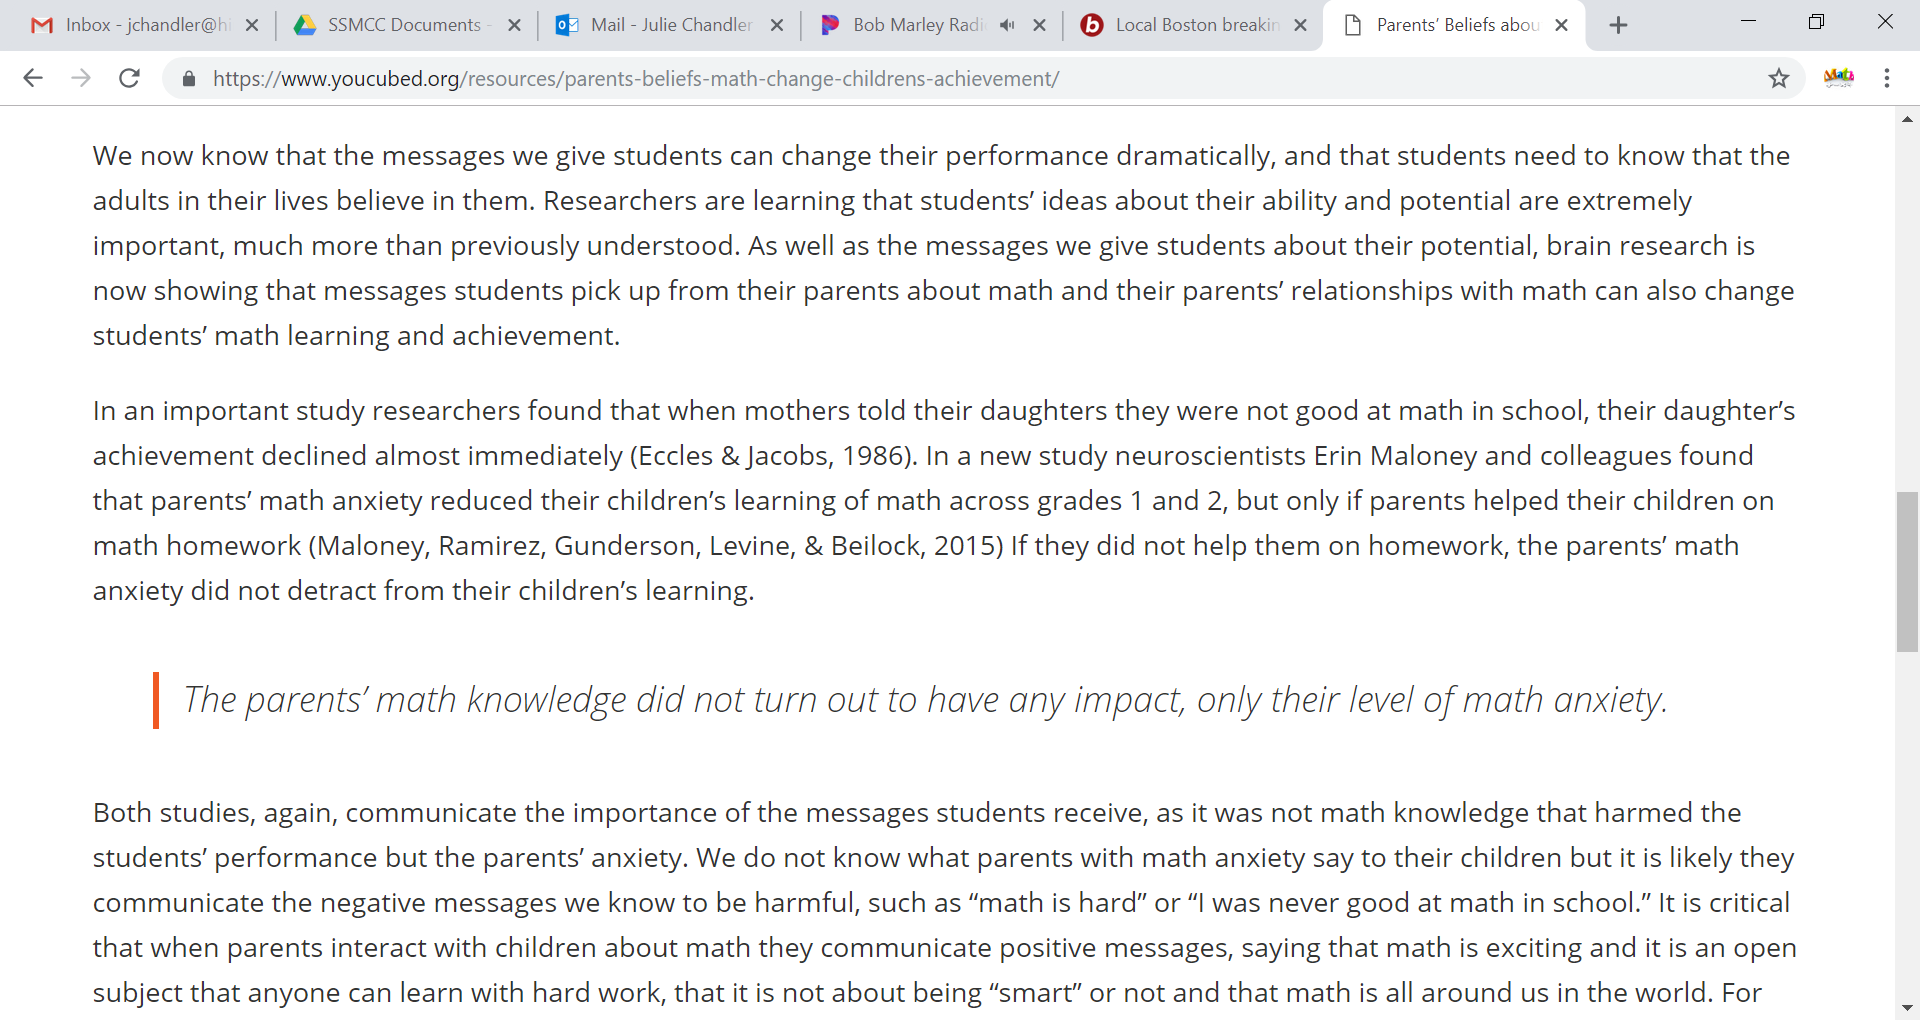 Inbox - jchandler@hi
SSMCC Documents -
Mail - Julie Chandler
Bob Marley Radi
Local Boston breakin
Parents’ Beliefs abou
https://www.youcubed.org/resources/parents-beliefs-math-change-childrens-achievement/
Math
We now know that the messages we give students can change their performance dramatically, and that students need to know that the
adults in their lives believe in them. Researchers are learning that students’ ideas about their ability and potential are extremely
important, much more than previously understood. As well as the messages we give students about their potential, brain research is
now showing that messages students pick up from their parents about math and their parents’ relationships with math can also change
students’ math learning and achievement.
In an important study researchers found that when mothers told their daughters they were not good at math in school, their daughter’s
achievement declined almost immediately (Eccles & Jacobs, 1986). In a new study neuroscientists Erin Maloney and colleagues found
that parents’ math anxiety reduced their children’s learning of math across grades 1 and 2, but only if parents helped their children on
math homework (Maloney, Ramirez, Gunderson, Levine, & Beilock, 2015) If they did not help them on homework, the parents’ math
anxiety did not detract from their children’s learning.
The parents’ math knowledge did not turn out to have any impact, only their level of math anxiety.
Both studies, again, communicate the importance of the messages students receive, as it was not math knowledge that harmed the
students’ performance but the parents’ anxiety. We do not know what parents with math anxiety say to their children but it is likely they
communicate the negative messages we know to be harmful, such as “math is hard” or “I was never good at math in school.” It is critical
that when parents interact with children about math they communicate positive messages, saying that math is exciting and it is an open
subject that anyone can learn with hard work, that it is not about being “smart” or not and that math is all around us in the world. For